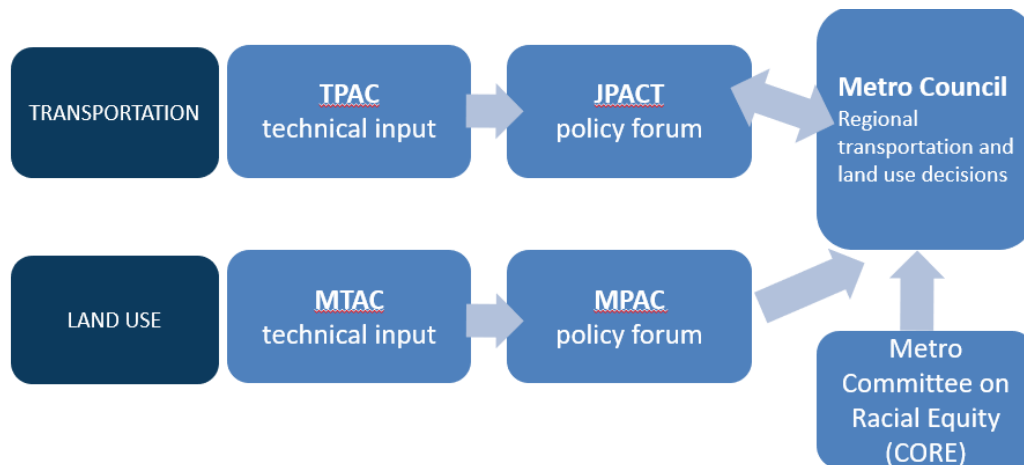 TRANSPORTATION
TPAC
technical input
JPACT
policy forum
Metro Council
Regional
transportation and
land use decisions
LAND USE
MTAC
technical input
MPAC
policy forum
Metro
Committee on
Racial Equity
(CORE)